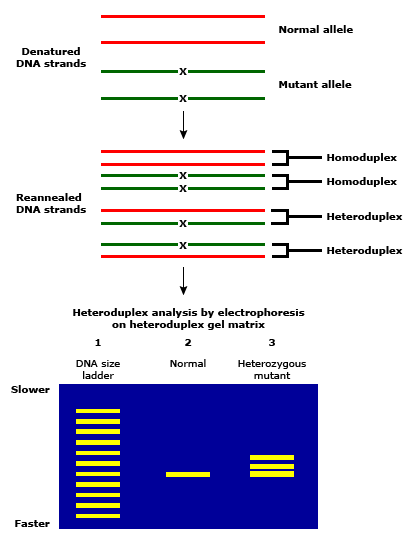 Normal allele
Denatured
DNA strands
x
Mutant allele
x
Homoduplex
x
Homoduplex
x
Reannealed
DNA strands
Heteroduplex
x
x
Heteroduplex
Heteroduplex analysis by electrophoresis
on heteroduplex gel matrix
1 2 3
DNA size ladder
Normal
Heterozygous mutant
Slower
Faster